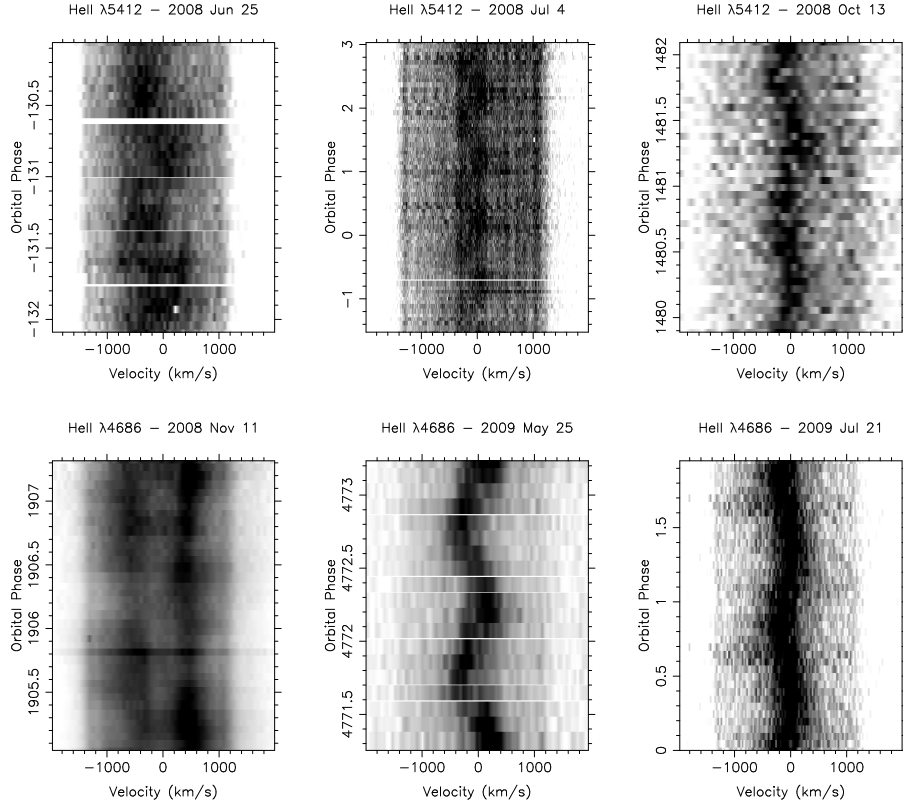 HeII λ5412 − 2008 Jun 25
HeII λ5412 − 2008 Jul 4
HeII λ5412 − 2008 Oct 13
Orbital Phase
−130.5
−131
−131.5
−132
−1000 0 1000
Velocity (km/s)
Orbital Phase
3
2
1
0
−1
−1000 0 1000
Velocity (km/s)
Orbital Phase
1482
1481.5
1481
1480.5
1480
−1000 0 1000
Velocity (km/s)
HeII λ4686 − 2008 Nov 11
HeII λ4686 − 2009 May 25
HeII λ4686 − 2009 Jul 21
Orbital Phase
1907
1906.5
1906
1905.5
−1000 0 1000
Velocity (km/s)
Orbital Phase
4773
4772.5
4772
4771.5
−1000 0 1000
Velocity (km/s)
Orbital Phase
1.5
1
0.5
0
−1000 0 1000
Velocity (km/s)